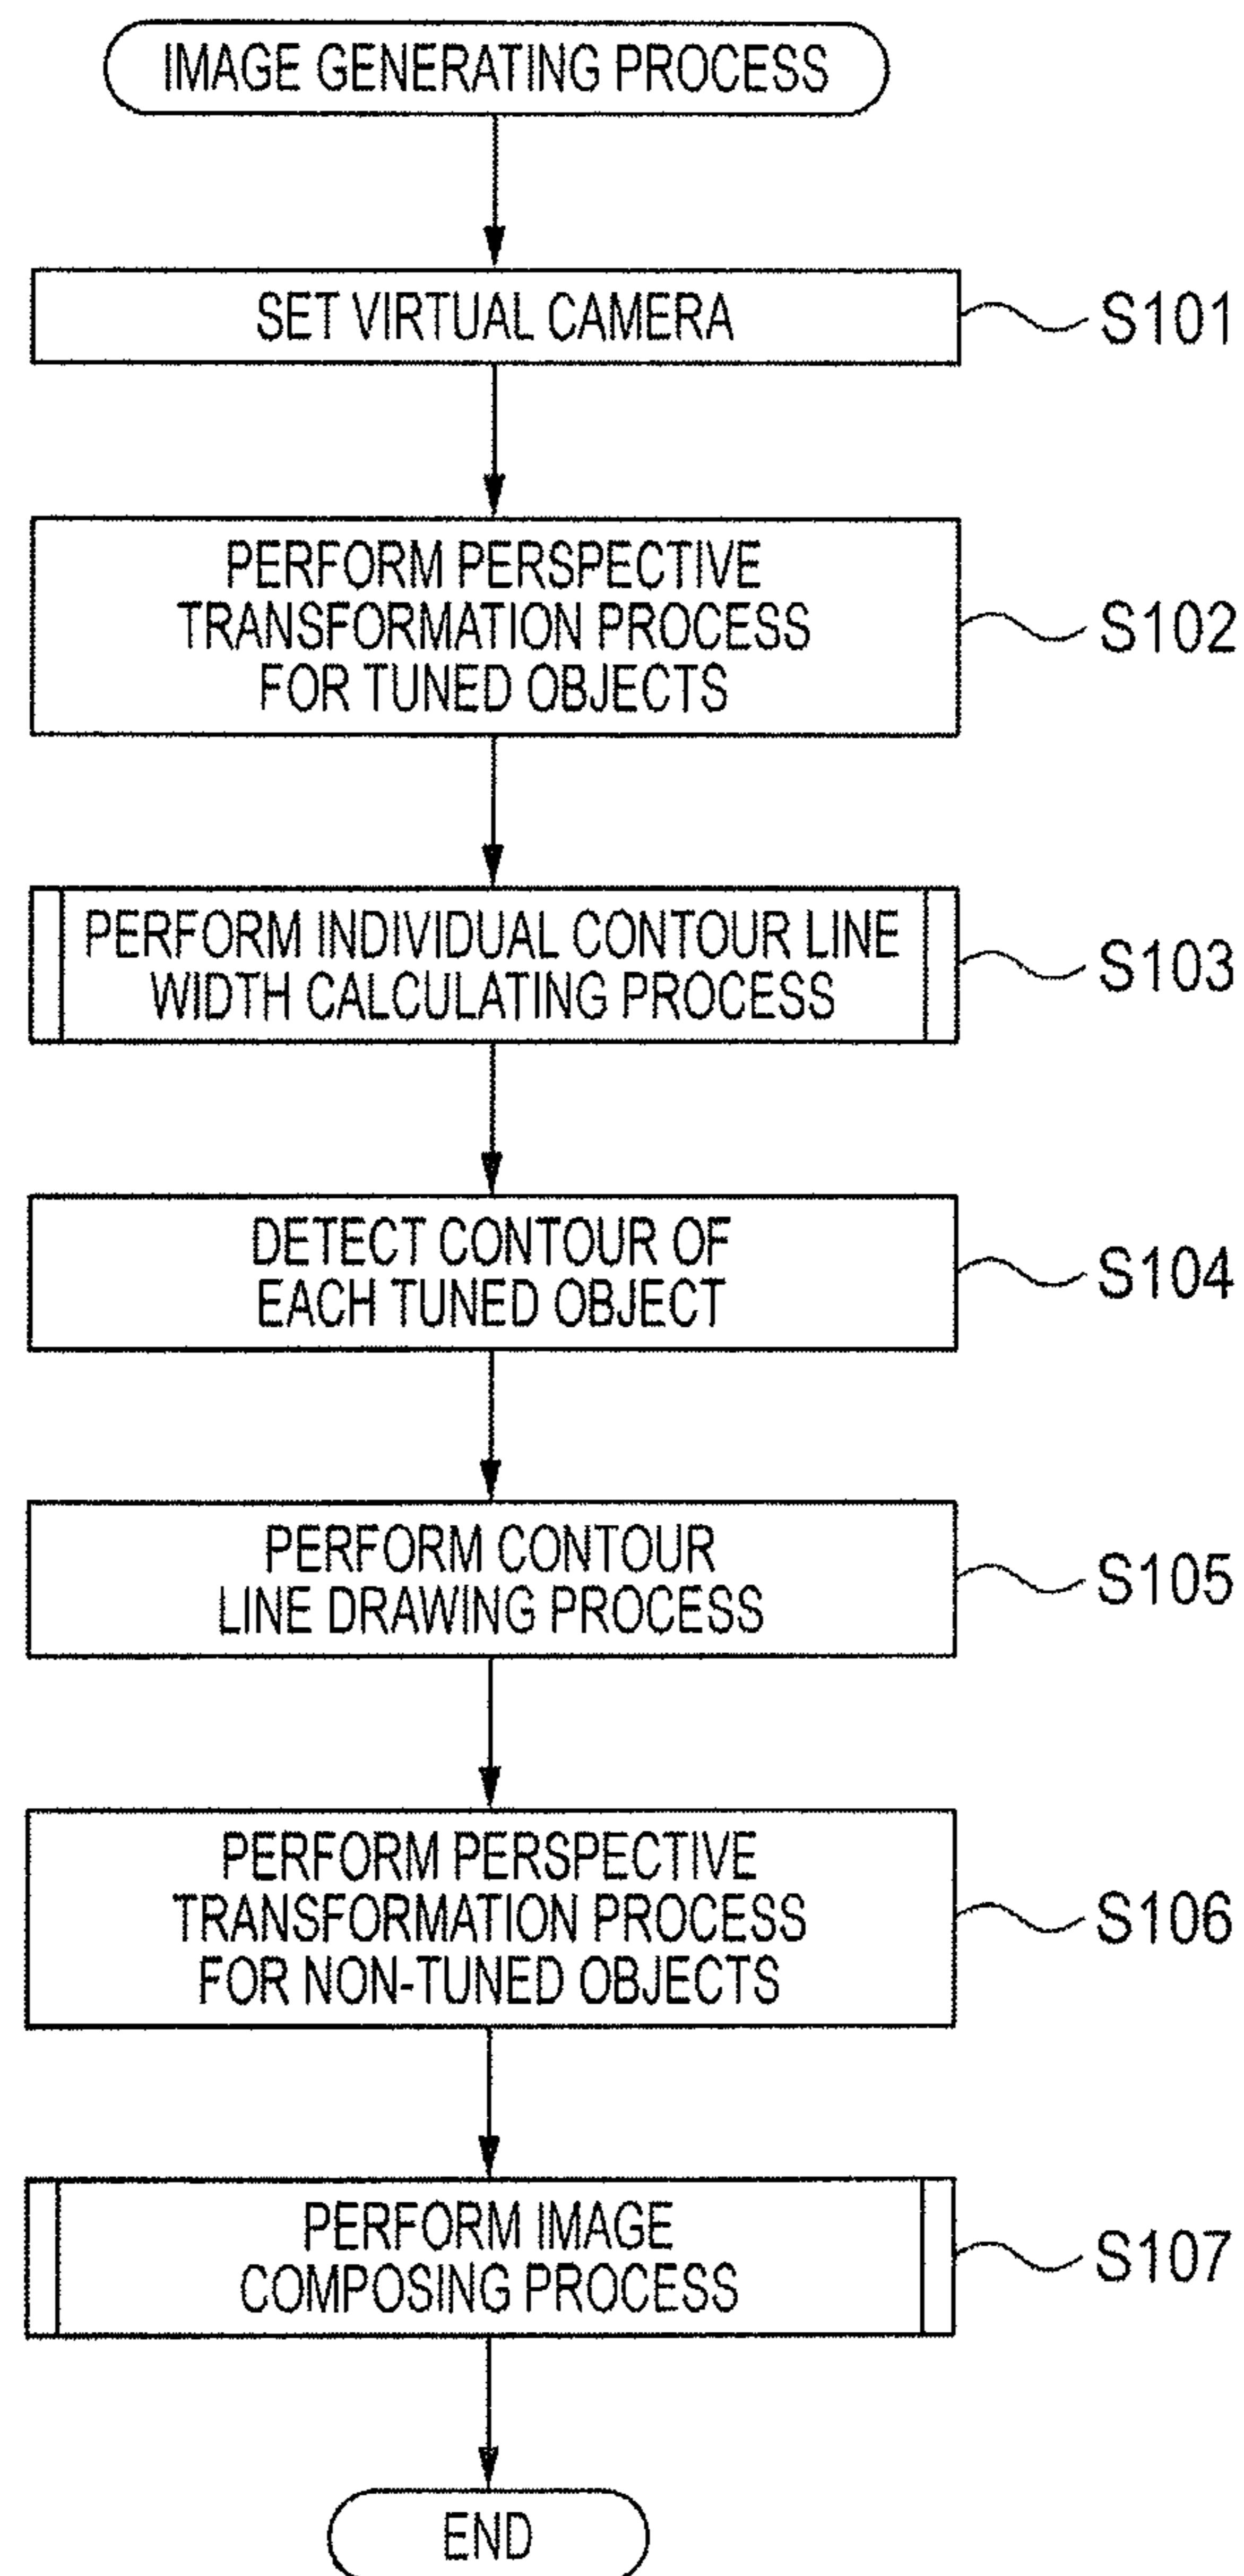 IMAGE GENERATING PROCESS
SET VIRTUAL CAMERA
S101
PERFORM PERSPECTIVE
TRANSFORMATION PROCESS
FOR TUNED OBJECTS
S102
PERFORM INDIVIDUAL CONTOUR LINE
WIDTH CALCULATING PROCESS
S103
DETECT CONTOUR OF
EACH TUNED OBJECT
S104
PERFORM CONTOUR
LINE DRAWING PROCESS
S105
PERFORM PERSPECTIVE
TRANSFORMATION PROCESS
FOR NON-TUNED OBJECTS
S106
PERFORM IMAGE
COMPOSING PROCESS
S107
END